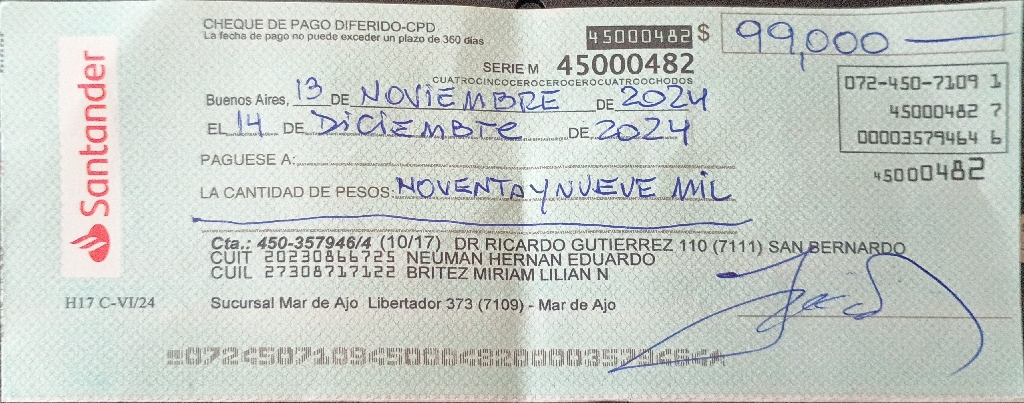 CHEQUE DE PAGO DIFERIDO-CPD
La fecha de pago no puede exceder un plazo de 360 dias
45000482 $ 99,000
SERIE M 45000482
CUATROCINCOCEROCEROCEROCUATROOCHODOS
072-450-7109 1
45000482 7
00003579464 6
45000482
Buenos Aires, 13 DE NOVIEMBRE DE 2024
EL 14 DE DICIEMBRE DE 2024
PAGUESE A:
LA CANTIDAD DE PESOS: NOVENTA Y NUEVE MIL
Santander
Cta.: 450-357946/4 (10/17) DR RICARDO GUTIERREZ 110 (7111) SAN BERNARDO
CUIT 20230866725 NEUMAN HERNAN EDUARDO
CUIL 27308717122 BRITEZ MIRIAM LILIAN N
H17 C-VI/24
Sucursal Mar de Ajo Libertador 373 (7109) - Mar de Ajo